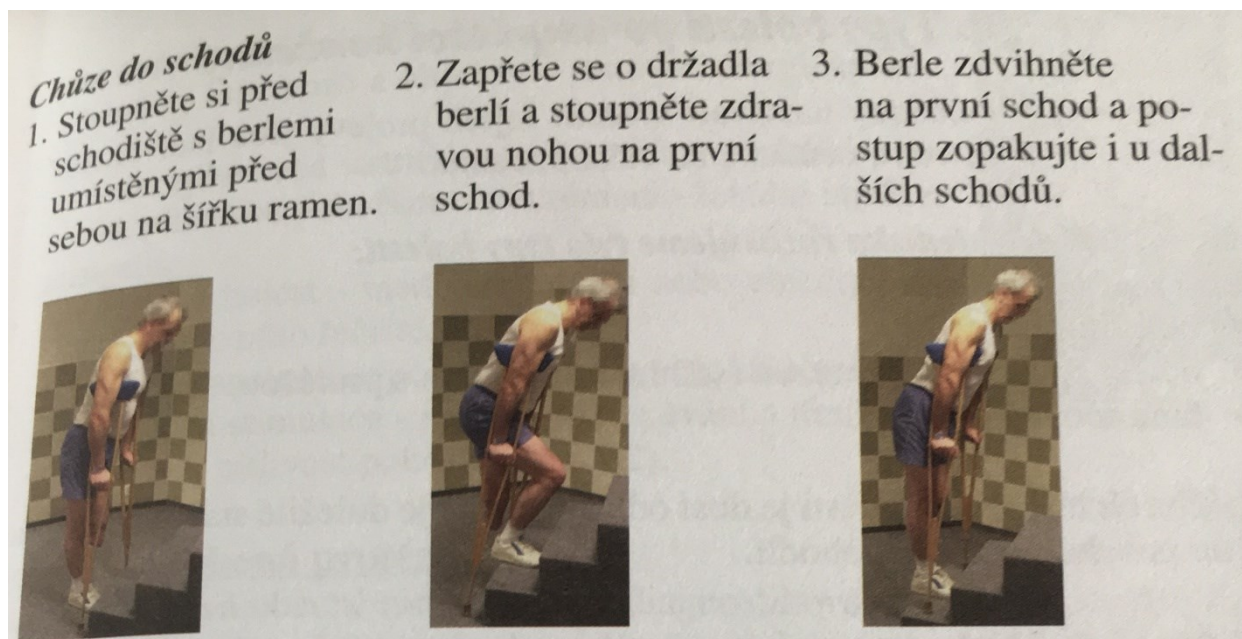 Chůze do schodů
1. Stoupněte si před
schodiště s berlemi
umístěnými před
sebou na šířku ramen.
2. Zapřete se o držadla
berlí a stoupněte zdra-
vou nohou na první
schod.
3. Berle zdvihněte
na první schod a po-
stup zopakujte i u dal-
ších schodů.